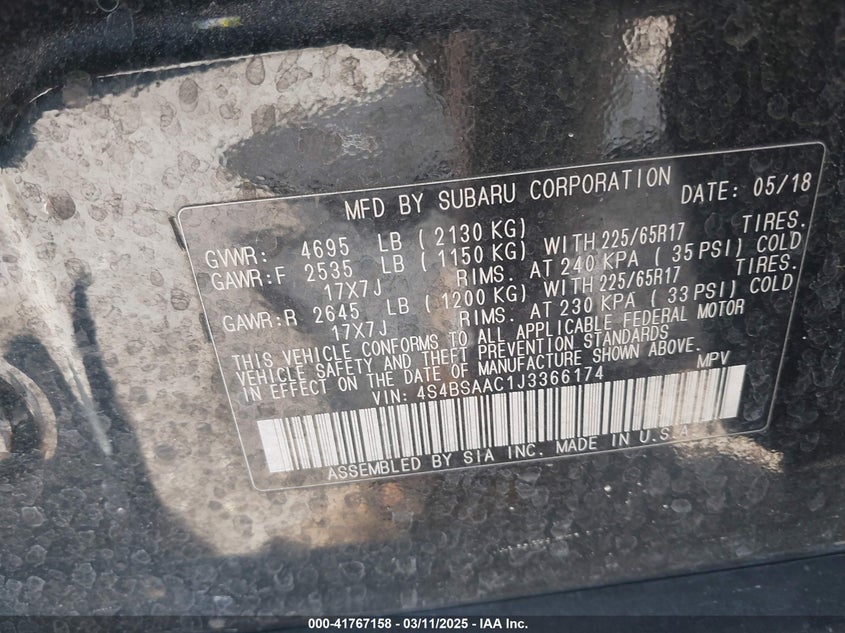 MFD BY SUBARU CORPORATION DATE: 05/18
GVWR: 4695 LB ( 2130 KG)
GAWR:F 2535 LB ( 1150 KG) WITH 225/65R17 TIRES.
17X7J RIMS. AT 240 KPA ( 35 PSI) COLD
GAWR:R 2645 LB ( 1200 KG) WITH 225/65R17 TIRES.
17X7J RIMS. AT 230 KPA ( 33 PSI) COLD
THIS VEHICLE CONFORMS TO ALL APPLICABLE FEDERAL MOTOR
VEHICLE SAFETY AND THEFT PREVENTION STANDARDS
IN EFFECT ON THE DATE OF MANUFACTURE SHOWN ABOVE.
VIN: 4S4BSAAC1J3366174 MPV
ASSEMBLED BY SIA INC. MADE IN U.S.A
000-41767158 - 03/11/2025 - IAA Inc.